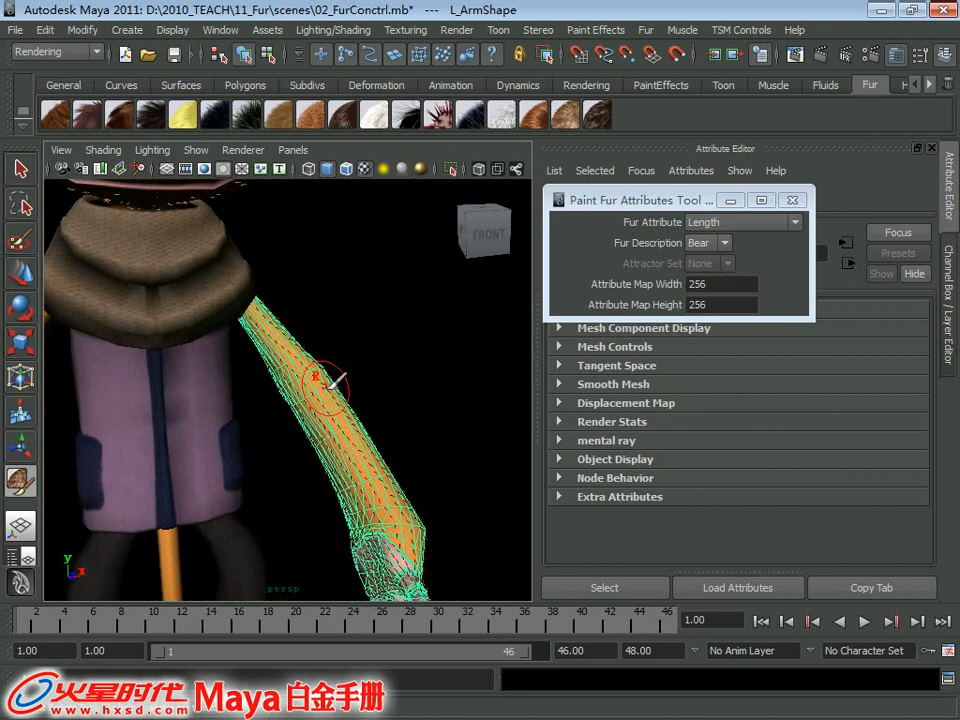 Autodesk Maya 2011: D:\2010_TEACH\11_Fur\scenes\02_FurConctrl.mb* --- L_ArmShape
File Edit Modify Create Display Window Assets Lighting/Shading Texturing Render Toon Stereo Paint Effects Fur Muscle TSM Controls Help
Rendering
General Curves Surfaces Polygons Subdivs Deformation Animation Dynamics Rendering PaintEffects Toon Muscle Fluids Fur
View Shading Lighting Show Renderer Panels
Attribute Editor
List Selected Focus Attributes Show Help
Paint Fur Attributes Tool ...
Fur Attribute Length
Fur Description Bear
Attractor Set None
Attribute Map Width 256
Attribute Map Height 256
Focus
Presets
Show Hide
Mesh Component Display
Mesh Controls
Tangent Space
Smooth Mesh
Displacement Map
Render Stats
mental ray
Object Display
Node Behavior
Extra Attributes
Select Load Attributes Copy Tab
Attribute Editor
Channel Box / Layer Editor
FRONT
R
y
x
persp
2 4 6 8 10 12 14 16 18 20 22 24 26 28 30 32 34 36 38 40 42 44 46
1.00
1.00 1.00 1 46 46.00 48.00 No Anim Layer No Character Set
火星时代 Maya 白金手册
www.hxsd.com